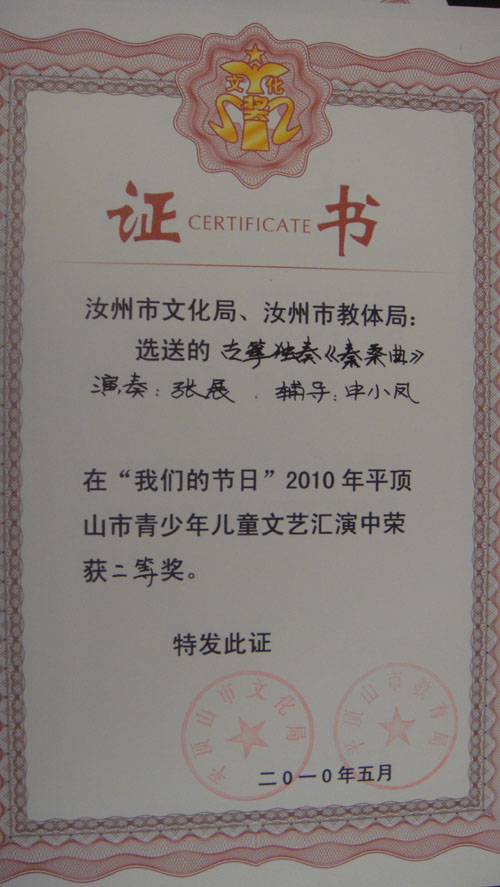 文化
奖
证 CERTIFICATE 书
汝州市文化局、汝州市教体局：
选送的 古筝独奏《秦桑曲》
演奏：张展 . 辅导：申小凤
在“我们的节日”2010年平顶
山市青少年儿童文艺汇演中荣
获二等奖。
特发此证
平顶山市文化局
平顶山市教育局
二0一0年五月